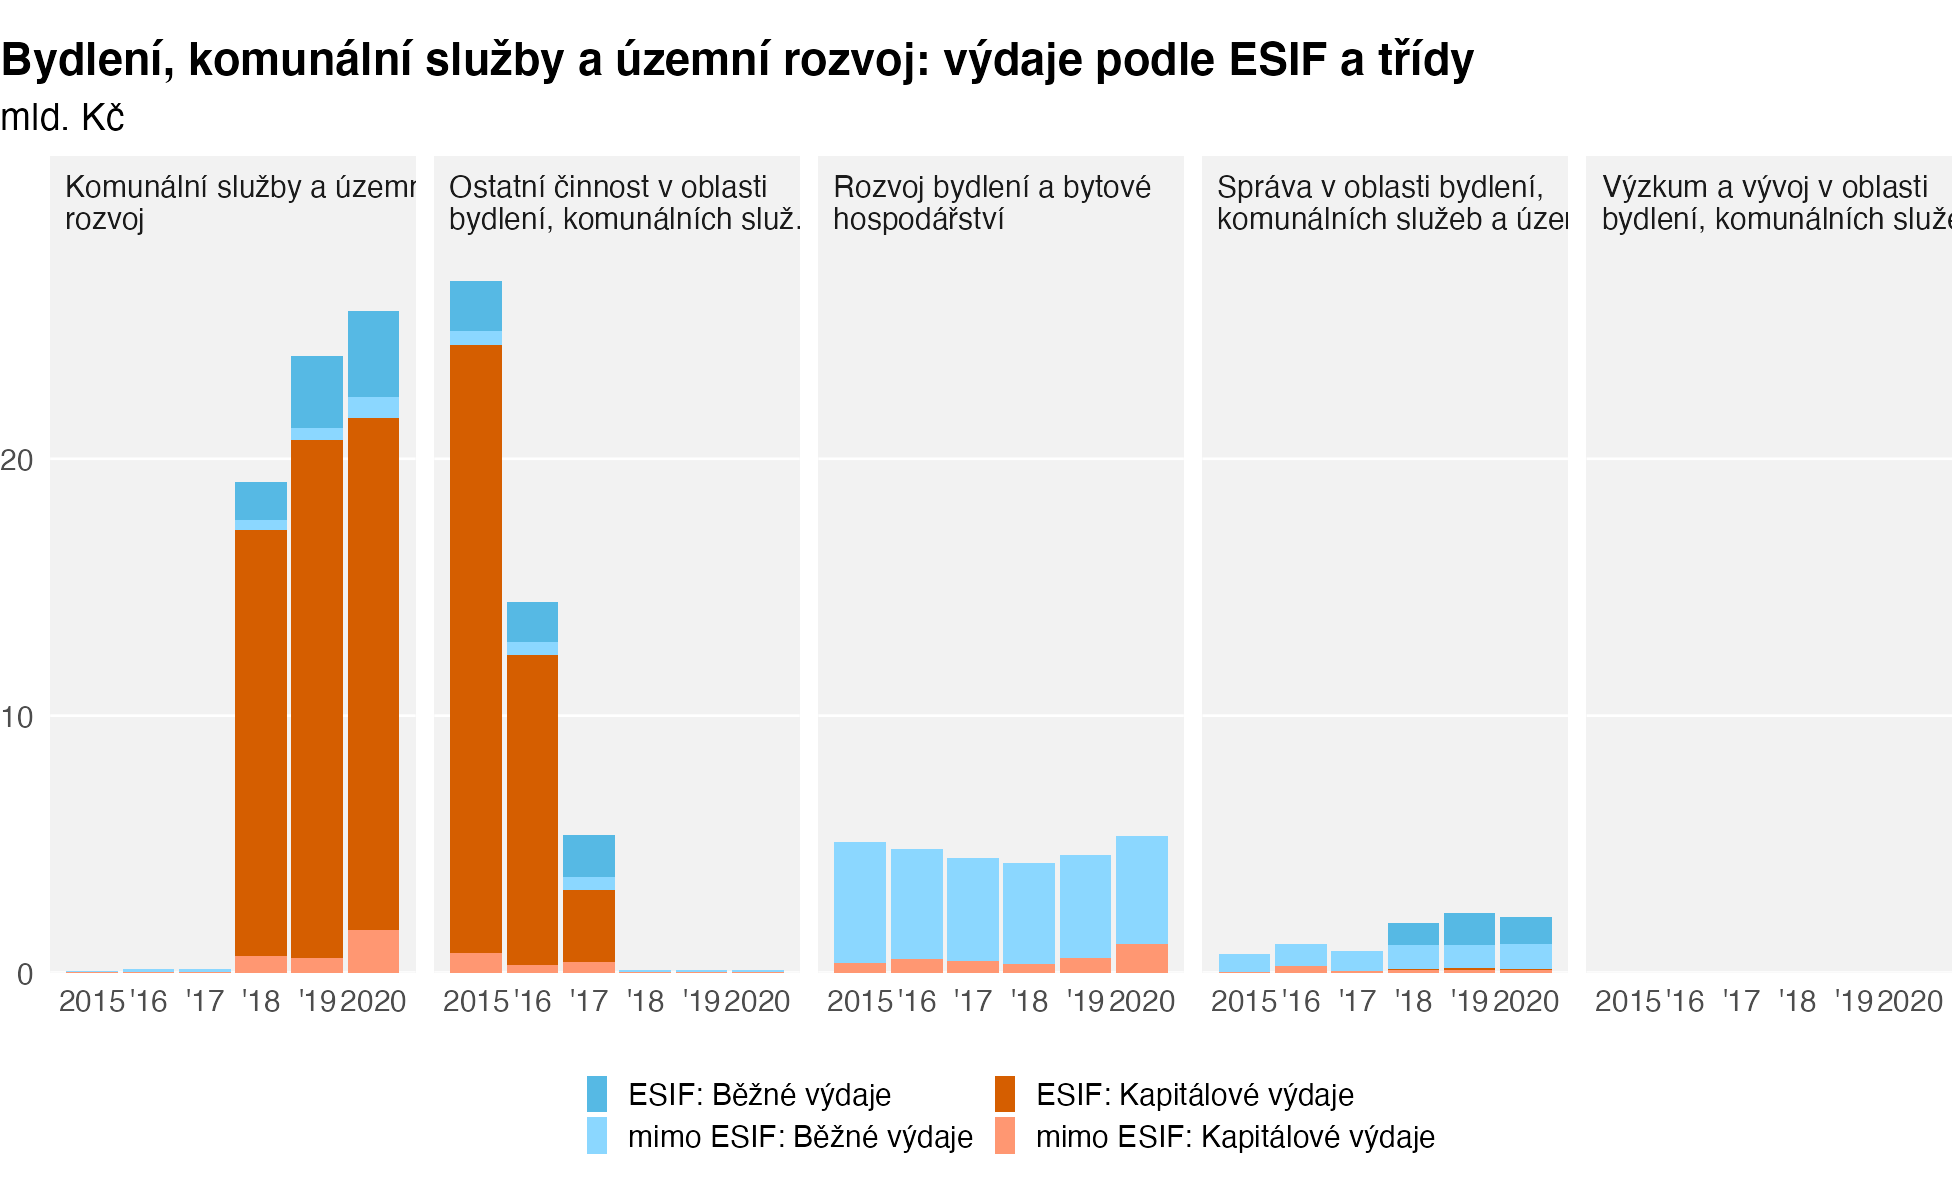 Bydlení, komunální služby a územní rozvoj: výdaje podle ESIF a třídy
mld. Kč
Komunální služby a územn
rozvoj
Ostatní činnost v oblasti
bydlení, komunálních služ.
Rozvoj bydlení a bytové
hospodářství
Správa v oblasti bydlení,
komunálních služeb a úze
Výzkum a vývoj v oblasti
bydlení, komunálních služe
20
10
0
2015 '16 '17 '18 '19 2020
2015 '16 '17 '18 '19 2020
2015 '16 '17 '18 '19 2020
2015 '16 '17 '18 '19 2020
2015 '16 '17 '18 '19 2020
ESIF: Běžné výdaje
mimo ESIF: Běžné výdaje
ESIF: Kapitálové výdaje
mimo ESIF: Kapitálové výdaje